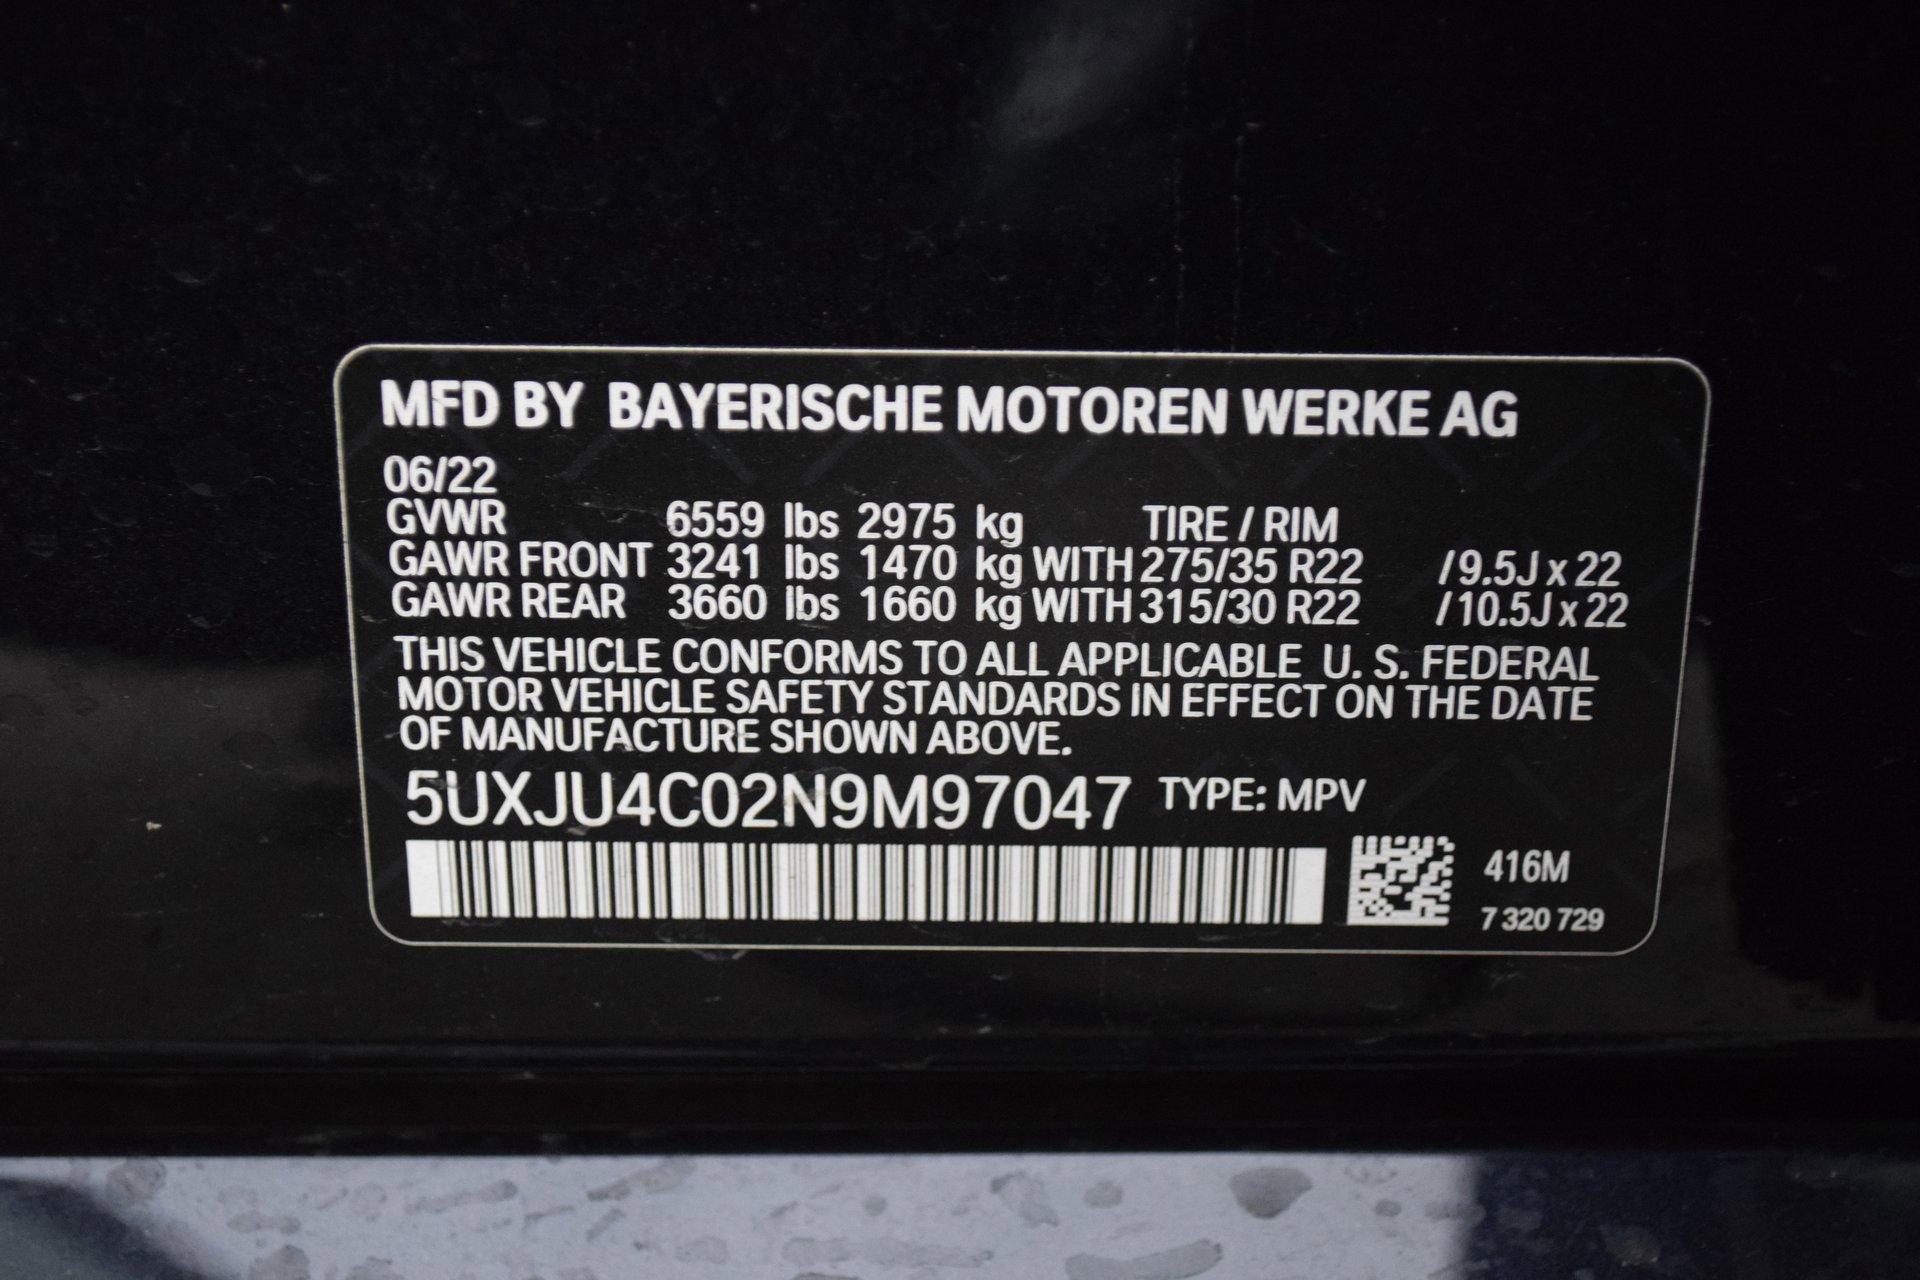 MFD BY BAYERISCHE MOTOREN WERKE AG
06/22
GVWR 6559 lbs 2975 kg TIRE / RIM
GAWR FRONT 3241 lbs 1470 kg WITH 275/35 R22 /9.5J x 22
GAWR REAR 3660 lbs 1660 kg WITH 315/30 R22 /10.5J x 22
THIS VEHICLE CONFORMS TO ALL APPLICABLE U. S. FEDERAL
MOTOR VEHICLE SAFETY STANDARDS IN EFFECT ON THE DATE
OF MANUFACTURE SHOWN ABOVE.
5UXJU4C02N9M97047 TYPE: MPV
416M
7 320 729